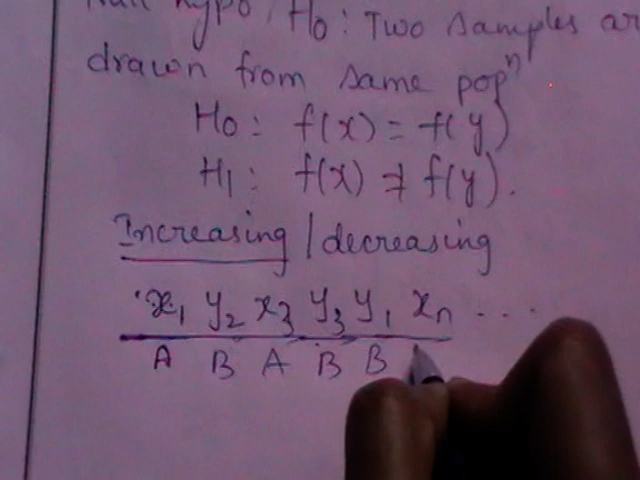 Null hypo, H₀: Two samples are
drawn from same popⁿ
H₀: f(x) = f(y)
H₁: f(x) ≠ f(y).
Increasing / decreasing
x₁ y₂ x₃ y₃ y₁ xₙ ....
A B A B B